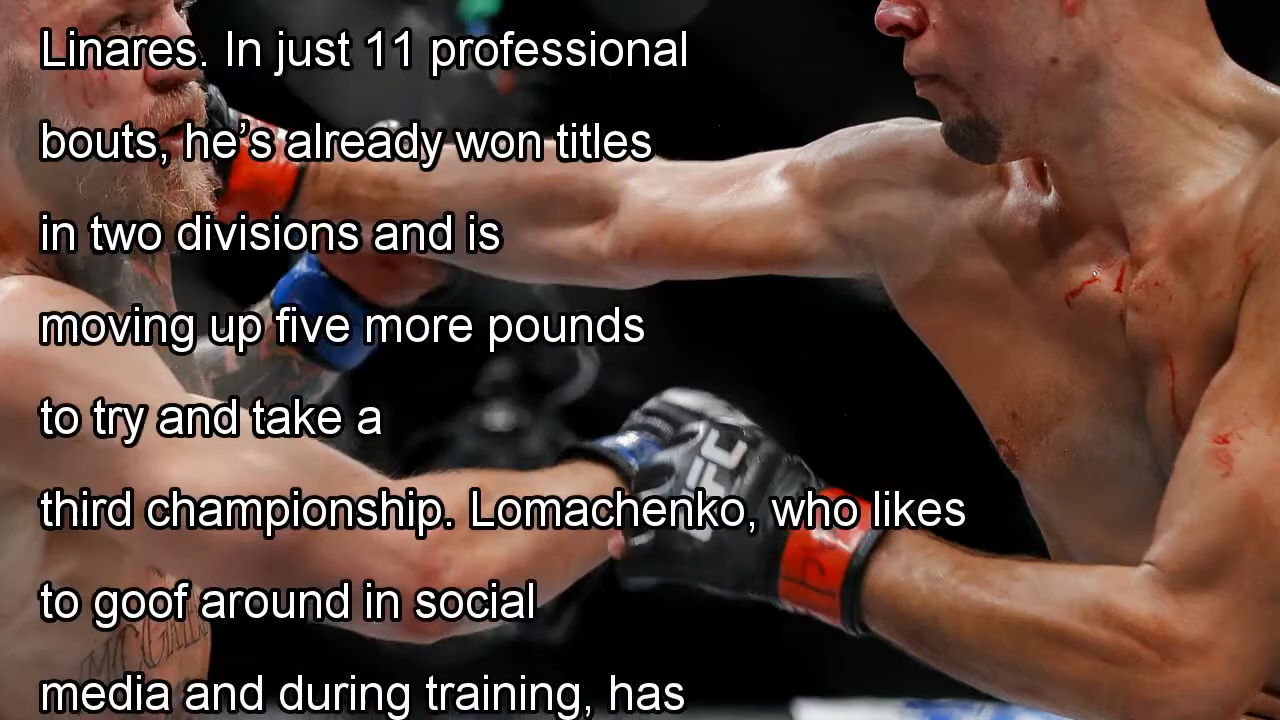 Linares. In just 11 professional
bouts, he’s already won titles
in two divisions and is
moving up five more pounds
to try and take a
third championship. Lomachenko, who likes
to goof around in social
media and during training, has
UFC